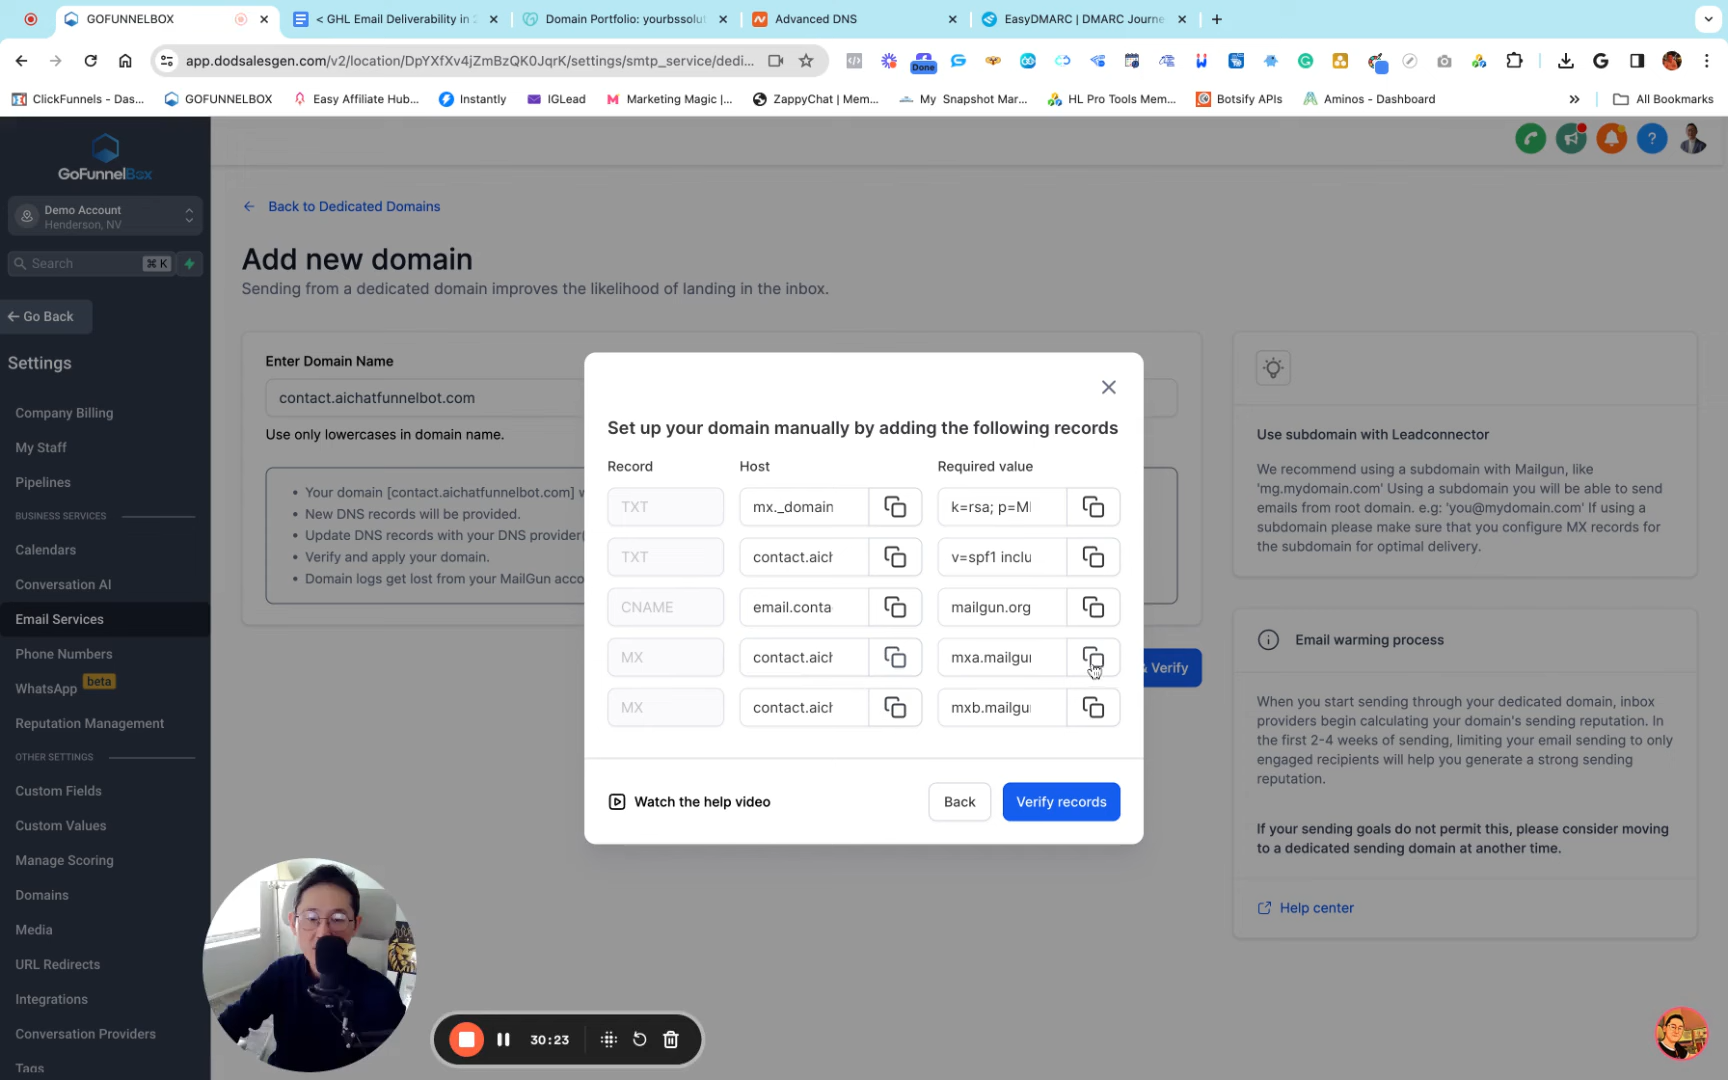 GOFUNNELBOX
< GHL Email Deliverability in 2
Domain Portfolio: yourbssolut
Advanced DNS
EasyDMARC | DMARC Journe
app.dodsalesgen.com/v2/location/DpYXfXv4jZmBzQK0JqrK/settings/smtp_service/dedi...
Done
ClickFunnels - Das...
GOFUNNELBOX
Easy Affiliate Hub...
Instantly
IGLead
Marketing Magic |...
ZappyChat | Mem...
My Snapshot Mar...
HL Pro Tools Mem...
Botsify APIs
Aminos - Dashboard
»
All Bookmarks
GoFunnelBox
Demo Account
Henderson, NV
Search
⌘ K
← Go Back
Settings
Company Billing
My Staff
Pipelines
BUSINESS SERVICES
Calendars
Conversation AI
Email Services
Phone Numbers
WhatsApp beta
Reputation Management
OTHER SETTINGS
Custom Fields
Custom Values
Manage Scoring
Domains
Media
URL Redirects
Integrations
Conversation Providers
Tags
← Back to Dedicated Domains
Add new domain
Sending from a dedicated domain improves the likelihood of landing in the inbox.
Enter Domain Name
contact.aichatfunnelbot.com
Use only lowercases in domain name.
• Your domain [contact.aichatfunnelbot.com] w
• New DNS records will be provided.
• Update DNS records with your DNS provider(
• Verify and apply your domain.
• Domain logs get lost from your MailGun acco
& Verify
Set up your domain manually by adding the following records
Record Host Required value
TXT mx._domain k=rsa; p=MI
TXT contact.aich v=spf1 inclu
CNAME email.conta mailgun.org
MX contact.aich mxa.mailgun
MX contact.aich mxb.mailgu
Watch the help video
Back
Verify records
Use subdomain with Leadconnector
We recommend using a subdomain with Mailgun, like
'mg.mydomain.com' Using a subdomain you will be able to send
emails from root domain. e.g: 'you@mydomain.com' If using a
subdomain please make sure that you configure MX records for
the subdomain for optimal delivery.
Email warming process
When you start sending through your dedicated domain, inbox
providers begin calculating your domain's sending reputation. In
the first 2-4 weeks of sending, limiting your email sending to only
engaged recipients will help you generate a strong sending
reputation.
If your sending goals do not permit this, please consider moving
to a dedicated sending domain at another time.
Help center
30:23